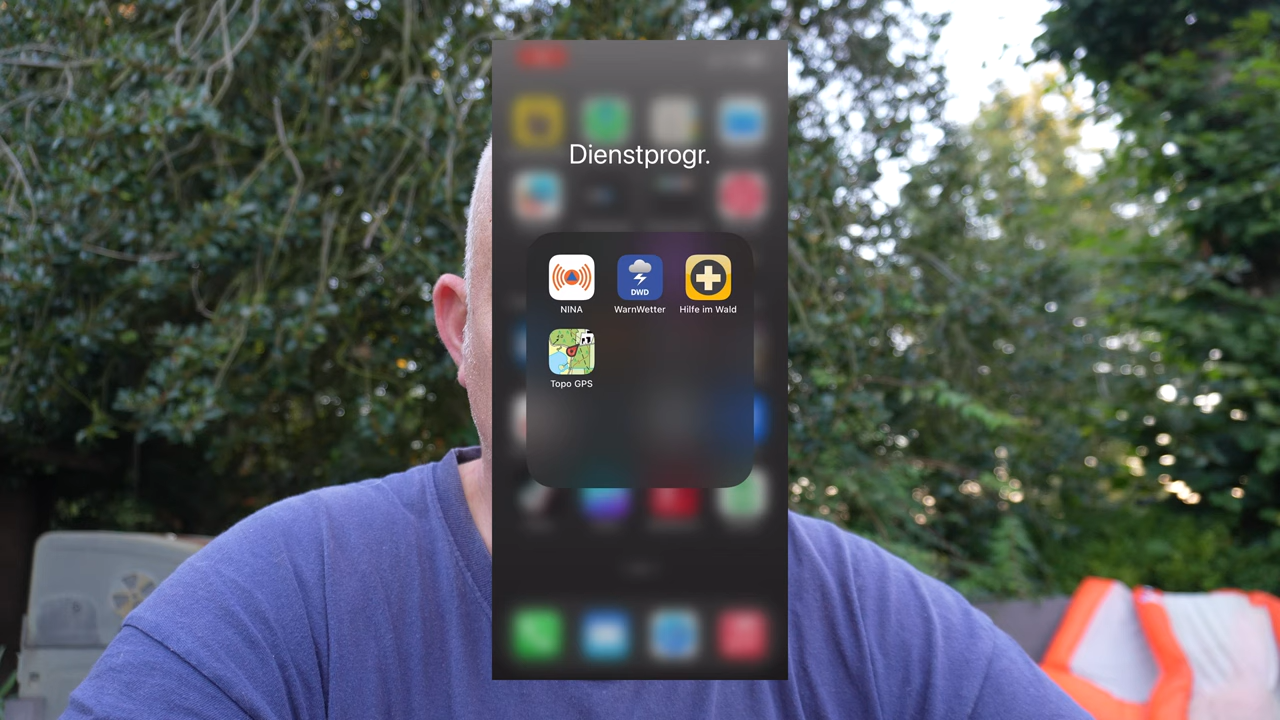 Dienstprogr.
DWD
NINA
WarnWetter
Hilfe im Wald
Topo GPS